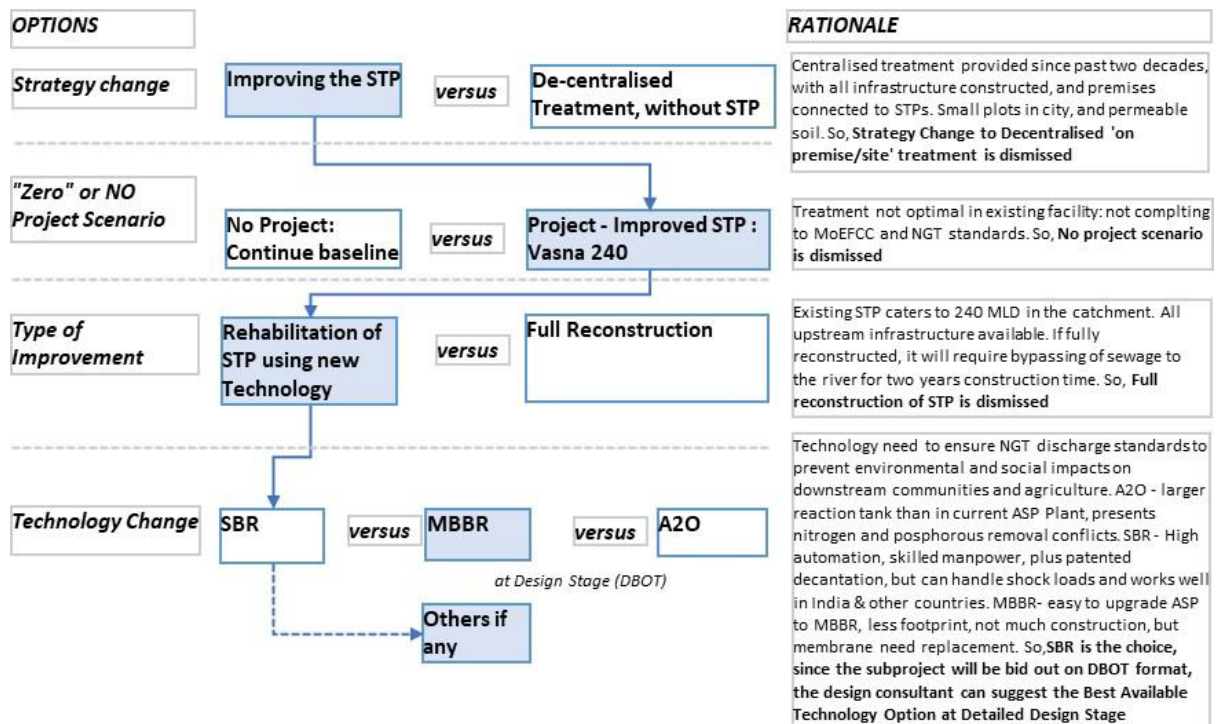 OPTIONS
RATIONALE
Strategy change
Improving the STP
versus
De-centralised
Treatment, without STP
Centralised treatment provided since past two decades,
with all infrastructure constructed, and premises
connected to STPs. Small plots in city, and permeable
soil. So, Strategy Change to Decentralised 'on
premise/site' treatment is dismissed
"Zero" or NO
Project Scenario
No Project:
Continue baseline
versus
Project - Improved STP :
Vasna 240
Treatment not optimal in existing facility: not complting
to MoEFCC and NGT standards. So, No project scenario
is dismissed
Type of
Improvement
Rehabilitation of
STP using new
Technology
versus
Full Reconstruction
Existing STP caters to 240 MLD in the catchment. All
upstream infrastructure available. If fully
reconstructed, it will require bypassing of sewage to
the river for two years construction time. So, Full
reconstruction of STP is dismissed
Technology Change
SBR
versus
MBBR
versus
A2O
at Design Stage (DBOT)
Others if
any
Technology need to ensure NGT discharge standards to
prevent environmental and social impacts on
downstream communities and agriculture. A2O - larger
reaction tank than in current ASP Plant, presents
nitrogen and posphorous removal conflicts. SBR - High
automation, skilled manpower, plus patented
decantation, but can handle shock loads and works well
in India & other countries. MBBR- easy to upgrade ASP
to MBBR, less footprint, not much construction, but
membrane need replacement. So,SBR is the choice,
since the subproject will be bid out on DBOT format,
the design consultant can suggest the Best Available
Technology Option at Detailed Design Stage